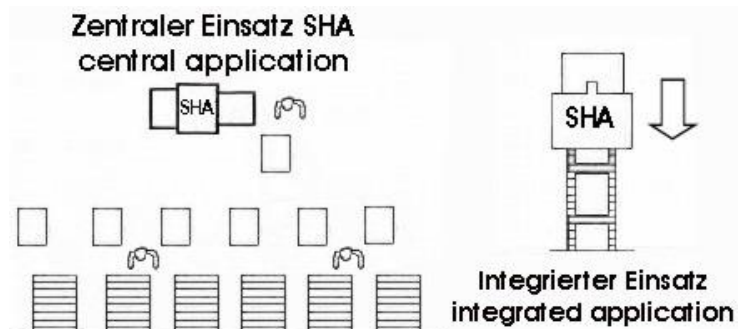 Zentraler Einsatz SHA
central application
SHA
SHA
Integrierter Einsatz
integrated application